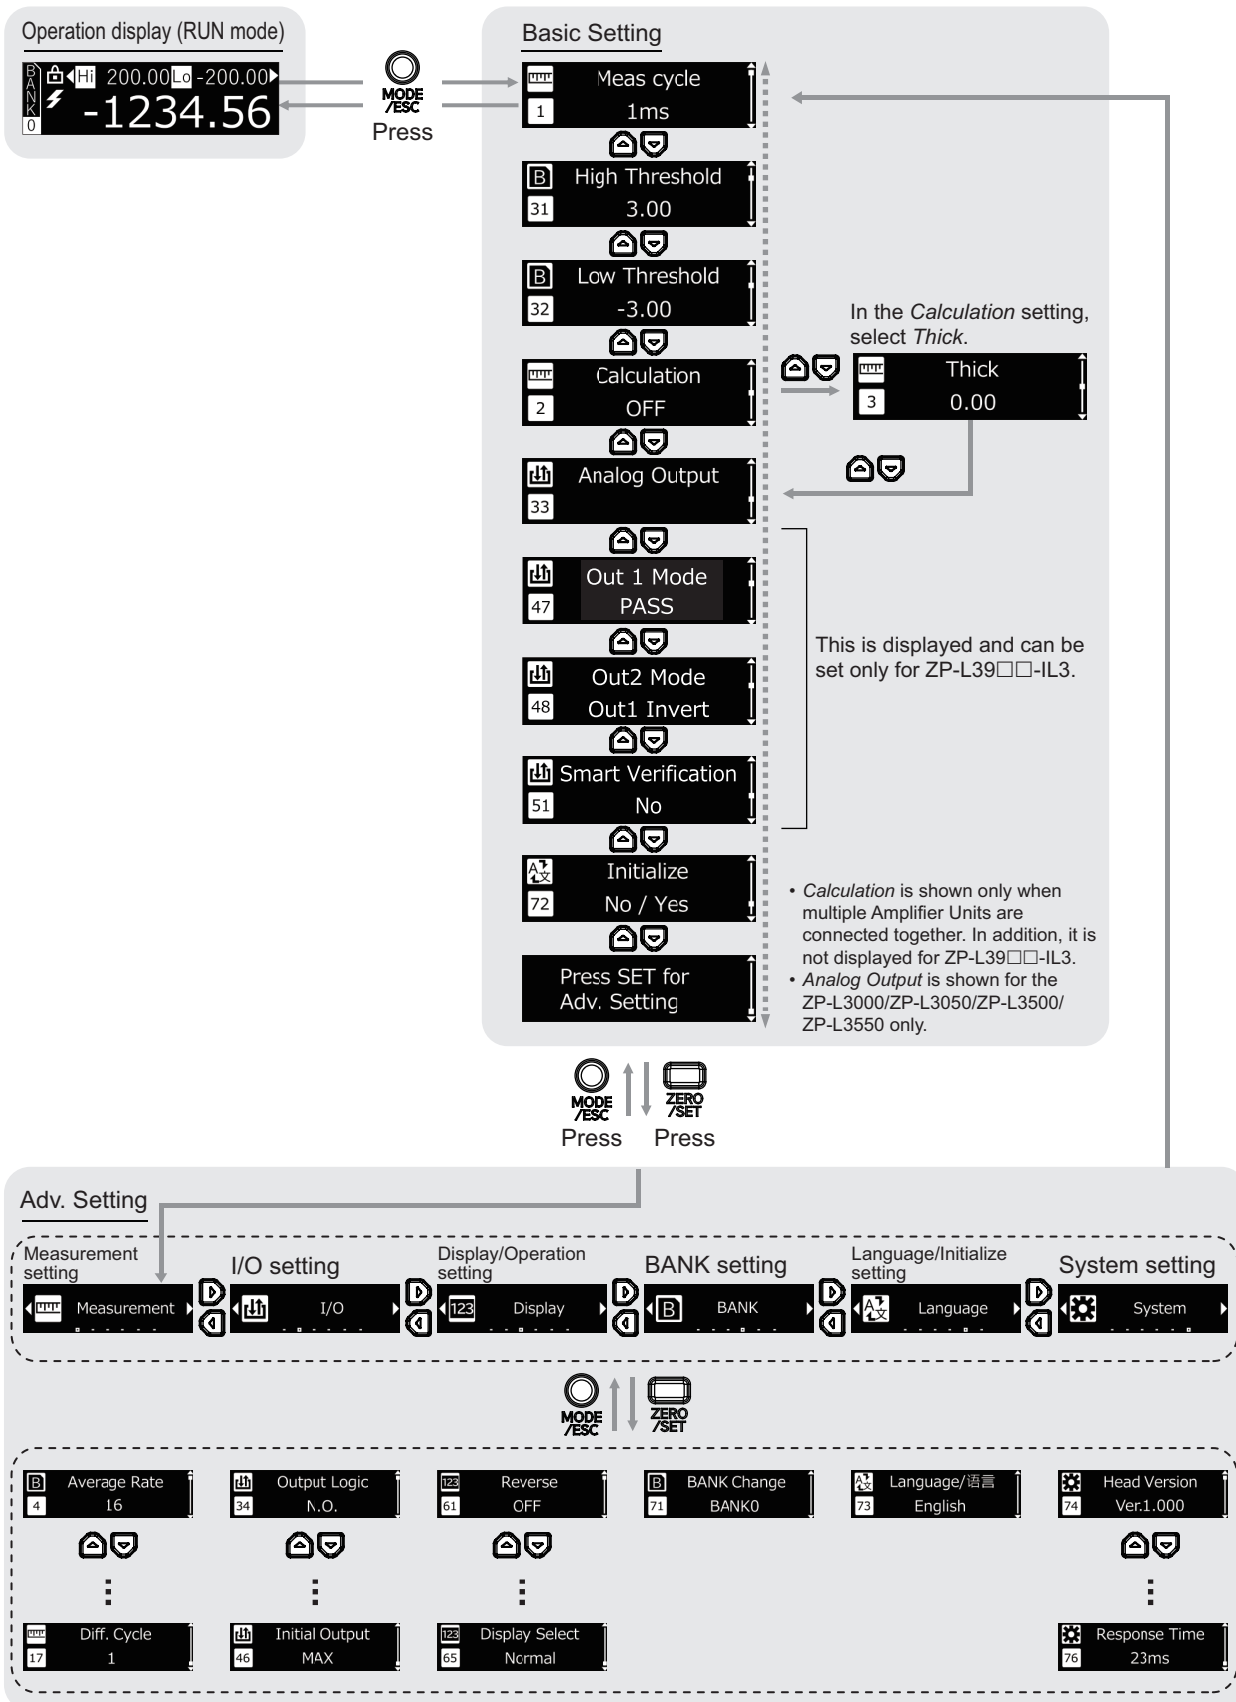 Operation display (RUN mode)
BANK
0
Hi 200.00 Lo -200.00
-1234.56
MODE
/ESC
Press
Basic Setting
Meas cycle
1 1ms
B High Threshold
31 3.00
B Low Threshold
32 -3.00
Calculation
2 OFF
In the Calculation setting,
select Thick.
Thick
3 0.00
Analog Output
33
Out 1 Mode
47 PASS
Out2 Mode
48 Out1 Invert
Smart Verification
51 No
This is displayed and can be
set only for ZP-L39□□-IL3.
A文 Initialize
72 No / Yes
Press SET for
Adv. Setting
• Calculation is shown only when
multiple Amplifier Units are
connected together. In addition, it is
not displayed for ZP-L39□□-IL3.
• Analog Output is shown for the
ZP-L3000/ZP-L3050/ZP-L3500/
ZP-L3550 only.
MODE
/ESC
Press
ZERO
/SET
Press
Adv. Setting
Measurement
setting
Measurement
I/O setting
I/O
Display/Operation
setting
123 Display
BANK setting
B BANK
Language/Initialize
setting
A文 Language
System setting
System
MODE
/ESC
ZERO
/SET
B Average Rate
4 16
Output Logic
34 N.O.
123 Reverse
61 OFF
B BANK Change
71 BANK0
A文 Language/语言
73 English
Head Version
74 Ver.1.000
Diff. Cycle
17 1
Initial Output
46 MAX
123 Display Select
65 Normal
Response Time
76 23ms